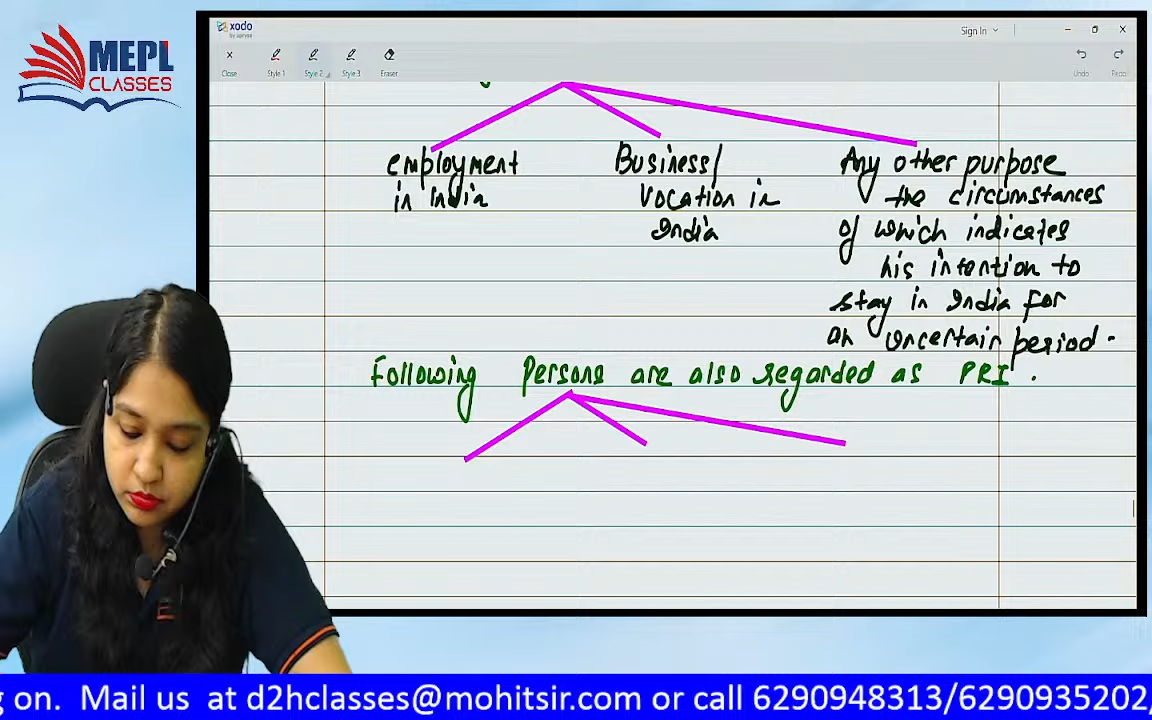 MEPL
CLASSES
xodo
Sign In
Close
Style 1
Style 2
Style 3
Eraser
Undo
Redo
employment
in India
Business/
Vocation in
India
Any other purpose
the circumstances
of which indicates
his intention to
stay in India for
an uncertain period.
Following Persons are also regarded as PRI.
g on. Mail us at d2hclasses@mohitsir.com or call 6290948313/6290935202/